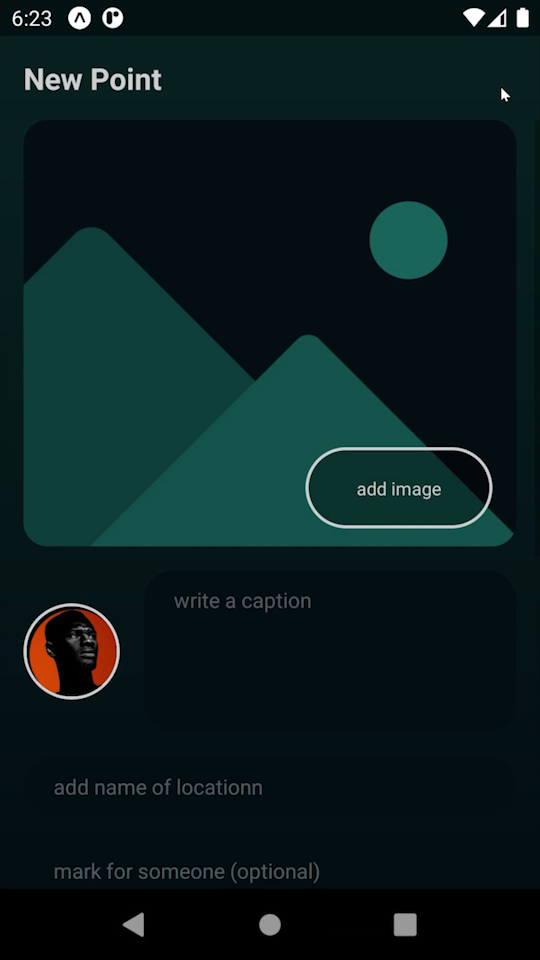 6:23
New Point
add image
write a caption
add name of locationn
mark for someone (optional)